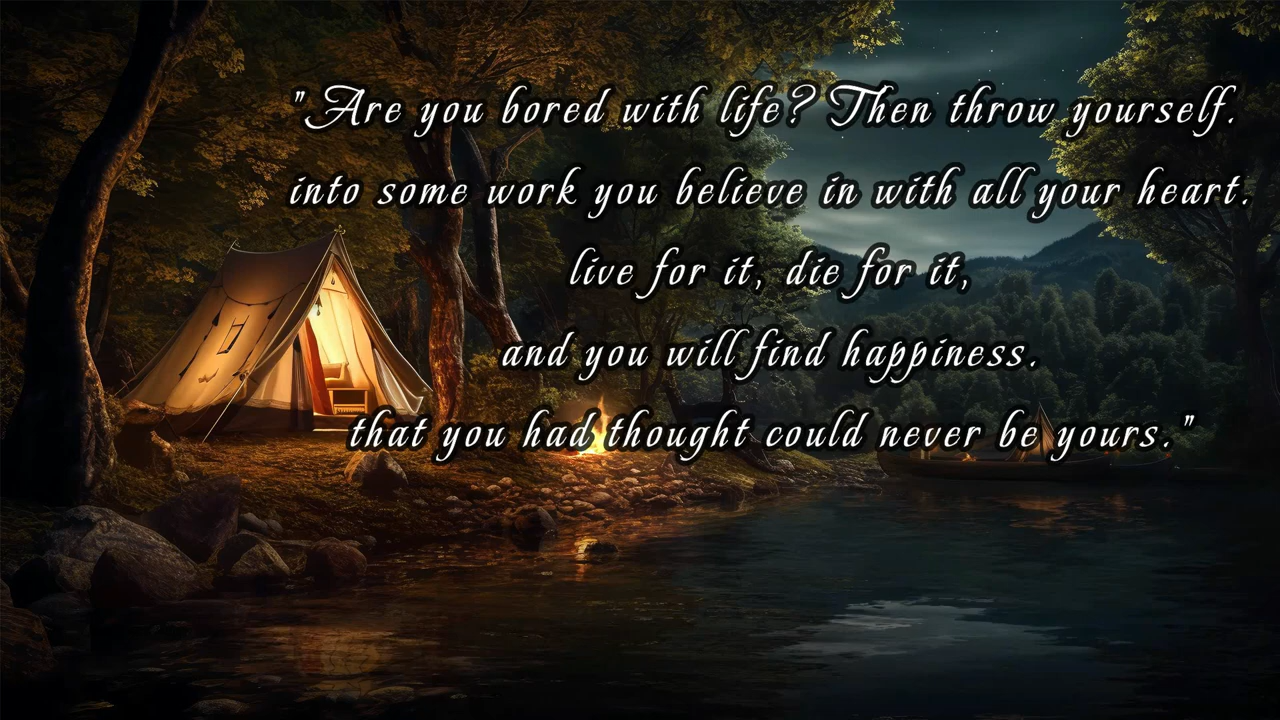 "Are you bored with life? Then throw yourself.
into some work you believe in with all your heart.
live for it, die for it,
and you will find happiness.
that you had thought could never be yours."